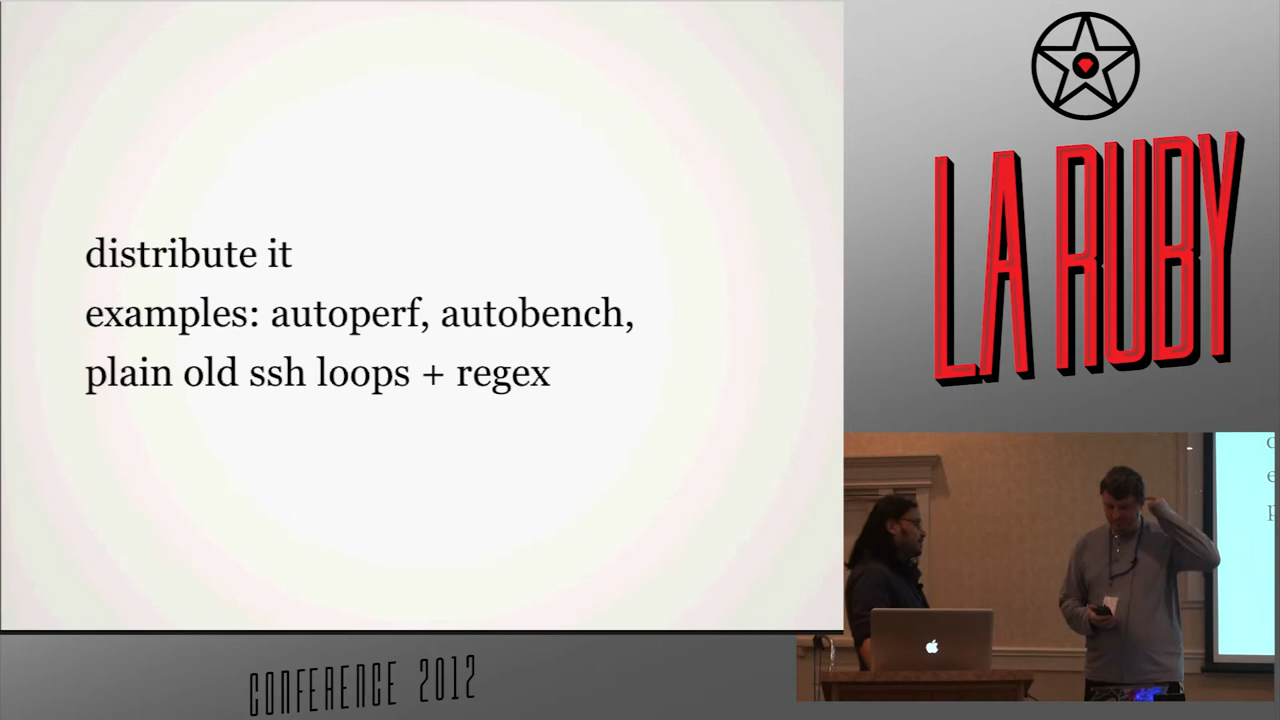 distribute it
examples: autoperf, autobench,
plain old ssh loops + regex
LA RUBY
CONFERENCE 2012